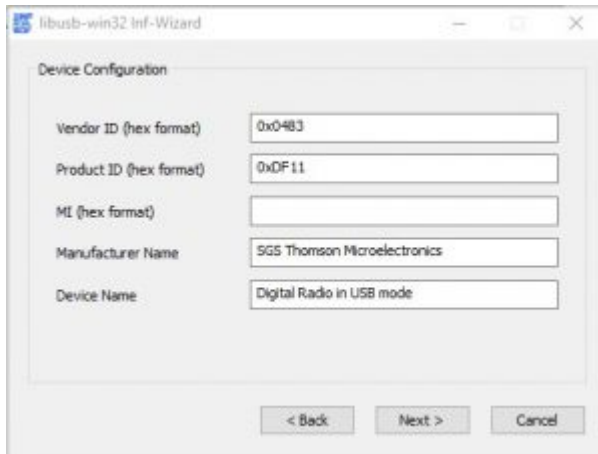 libusb-win32 Inf-Wizard
Device Configuration
Vendor ID (hex format) 0x0483
Product ID (hex format) 0xDF11
MI (hex format)
Manufacturer Name SGS Thomson Microelectronics
Device Name Digital Radio in USB mode
< Back Next > Cancel